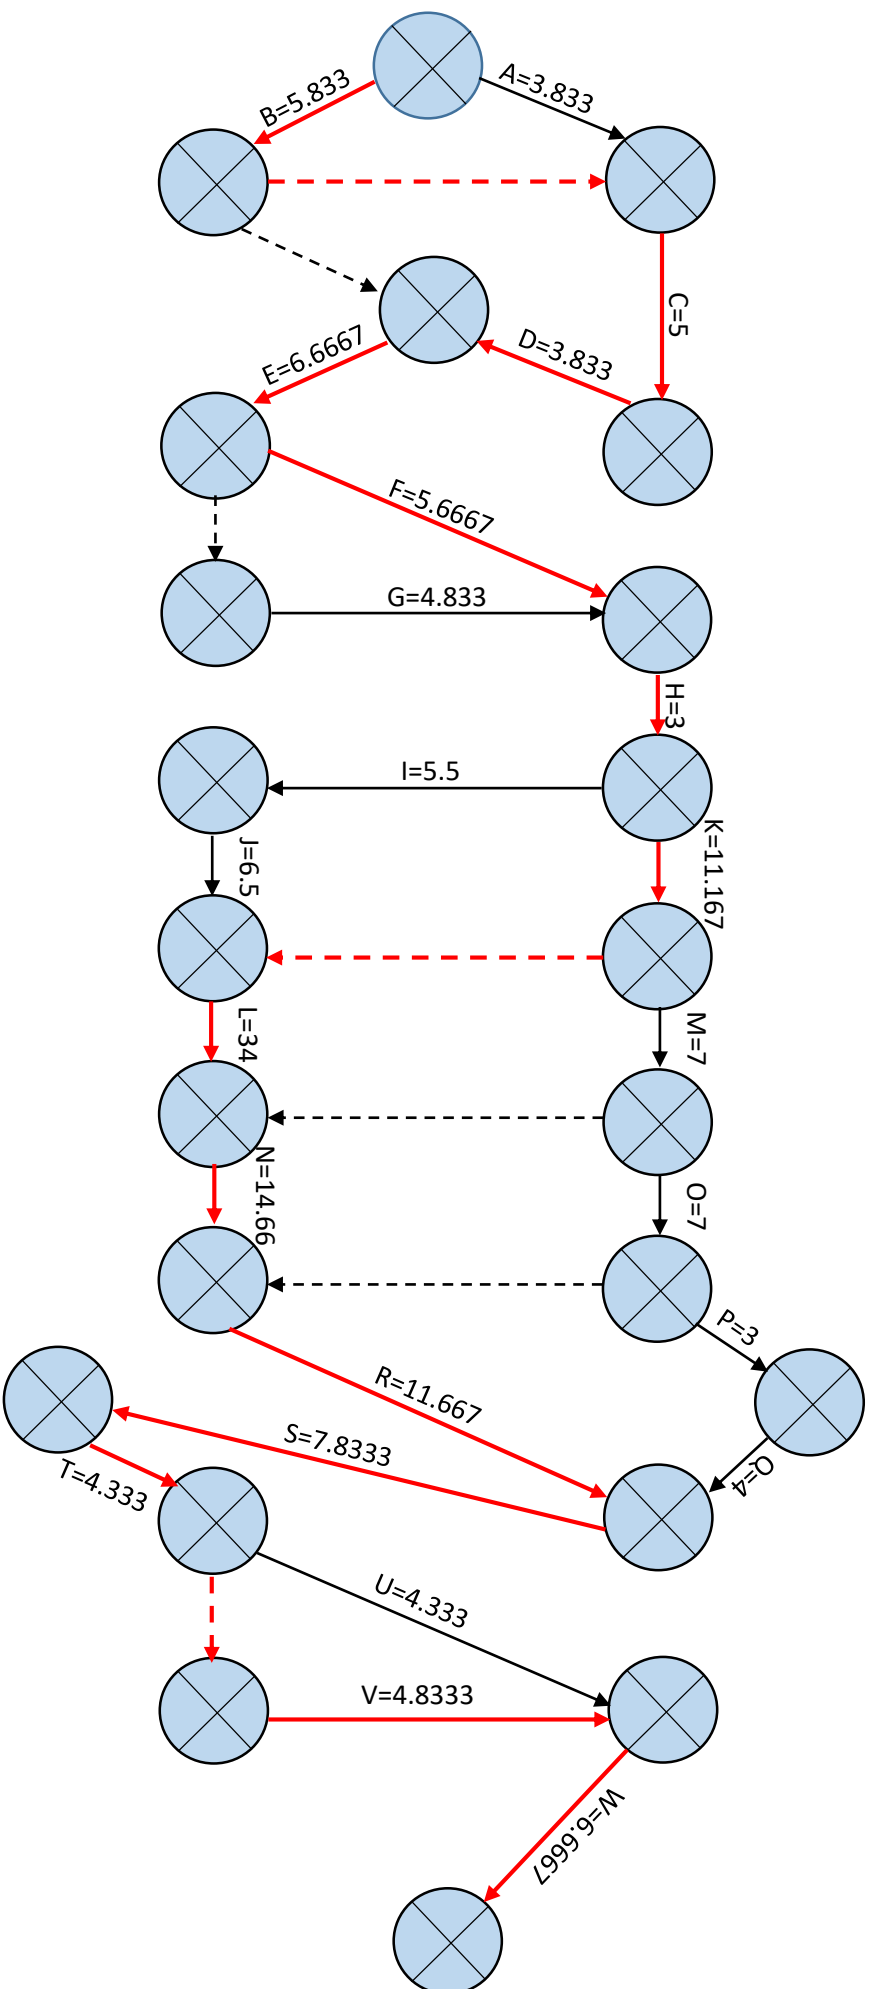 A=3.833
B=5.833
C=5
D=3.833
E=6.6667
F=5.6667
G=4.833
H=3
I=5.5
K=11.167
J=6.5
L=34
M=7
N=14.66
O=7
P=3
R=11.667
S=7.8333
Q=4
T=4.333
U=4.333
V=4.8333
W=6.6667